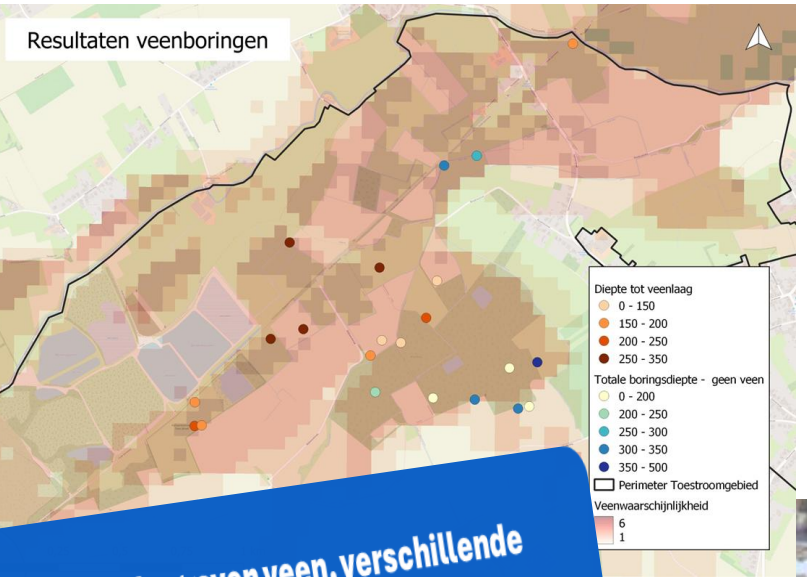 Resultaten veenboringen
Diepte tot veenlaag
0 - 150
150 - 200
200 - 250
250 - 350
Totale boringsdiepte - geen veen
0 - 200
200 - 250
250 - 300
300 - 350
350 - 500
Perimeter Toestroomgebied
Veenwaarschijnlijkheid
6
1
veen, verschillende